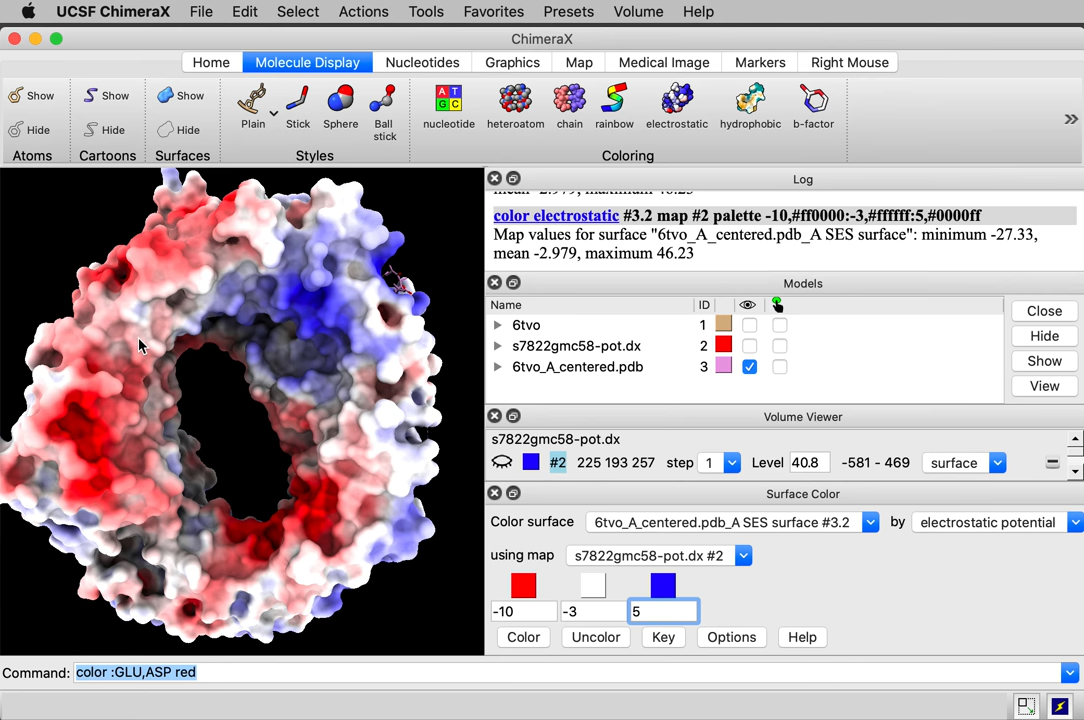 UCSF ChimeraX File Edit Select Actions Tools Favorites Presets Volume Help
ChimeraX
Home Molecule Display Nucleotides Graphics Map Medical Image Markers Right Mouse
Show Show Show
Hide Hide Hide
Atoms Cartoons Surfaces
Plain Stick Sphere Ball stick
Styles
A T G C
nucleotide heteroatom chain rainbow electrostatic hydrophobic b-factor
Coloring
»
Log
mean -2.979, maximum 46.23
color electrostatic #3.2 map #2 palette -10,#ff0000:-3,#ffffff:5,#0000ff
Map values for surface "6tvo_A_centered.pdb_A SES surface": minimum -27.33,
mean -2.979, maximum 46.23
Models
Name ID
6tvo 1
s7822gmc58-pot.dx 2
6tvo_A_centered.pdb 3
Close
Hide
Show
View
Volume Viewer
s7822gmc58-pot.dx
#2 225 193 257 step 1 Level 40.8 -581 - 469 surface
Surface Color
Color surface 6tvo_A_centered.pdb_A SES surface #3.2 by electrostatic potential
using map s7822gmc58-pot.dx #2
-10 -3 5
Color Uncolor Key Options Help
Command: color :GLU,ASP red